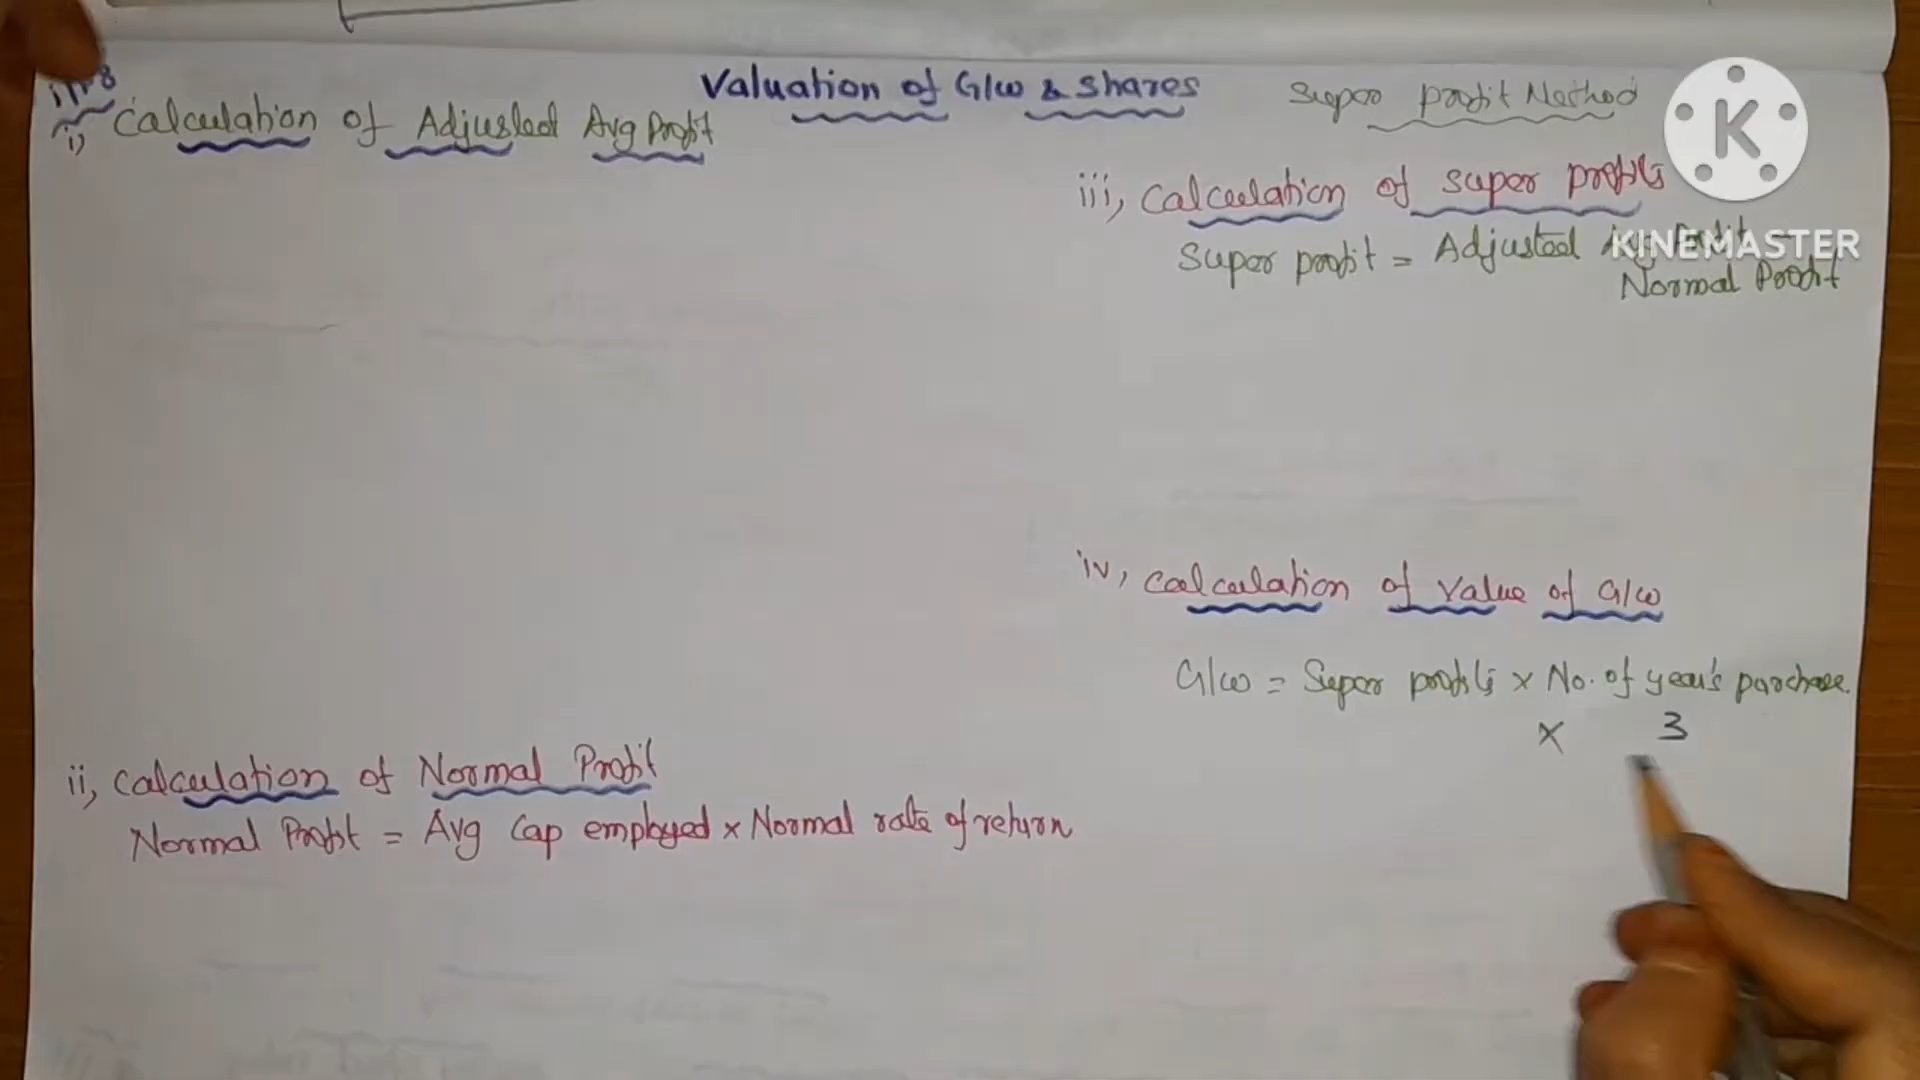 Valuation of G/w & shares
Super profit Method
i) Calculation of Adjusted Avg Profit
ii, Calculation of Normal Profit
Normal Profit = Avg Cap employed × Normal rate of return
iii, Calculation of super profits
Super profit = Adjusted Avg Profit -
Normal Profit
iv, Calculation of value of G/w
G/w = Super profits × No. of year's purchase.
× 3
K
KINEMASTER